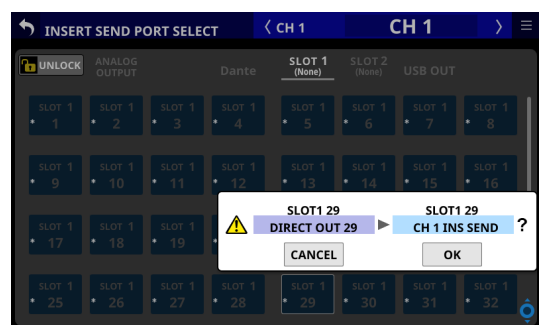 INSERT SEND PORT SELECT
CH 1
CH 1
UNLOCK
ANALOG
OUTPUT
Dante
SLOT 1
(None)
SLOT 2
(None)
USB OUT
SLOT 1 SLOT 1 SLOT 1 SLOT 1 SLOT 1 SLOT 1 SLOT 1 SLOT 1
* 1 * 2 * 3 * 4 * 5 * 6 * 7 * 8
SLOT 1 SLOT 1 SLOT 1 SLOT 1 SLOT 1 SLOT 1 SLOT 1 SLOT 1
* 9 * 10 * 11 * 12 * 13 * 14 * 15 * 16
SLOT 1 SLOT 1 SLOT 1
* 17 * 18 * 19
SLOT1 29
DIRECT OUT 29
SLOT1 29
CH 1 INS SEND
?
CANCEL
OK
SLOT 1 SLOT 1 SLOT 1 SLOT 1 SLOT 1 SLOT 1 SLOT 1 SLOT 1
* 25 * 26 * 27 * 28 * 29 * 30 * 31 * 32